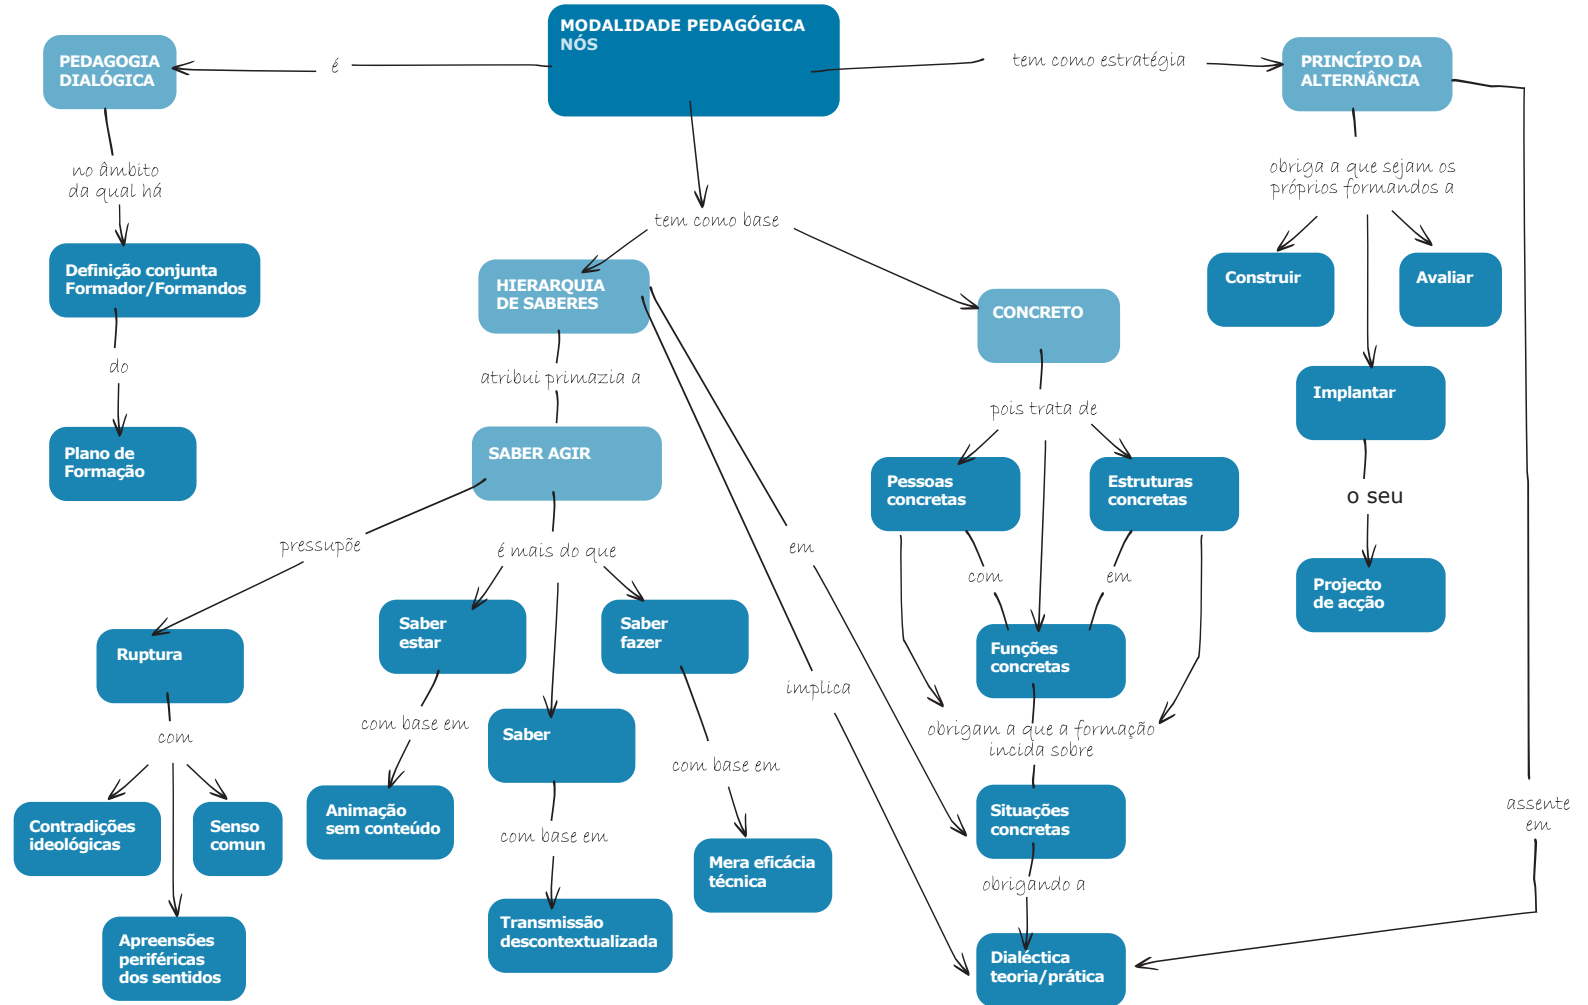 MODALIDADE PEDAGÓGICA
NÓS
é
PEDAGOGIA
DIALÓGICA
no âmbito
da qual há
Definição conjunta
Formador/Formandos
do
Plano de
Formação
tem como estratégia
PRINCÍPIO DA
ALTERNÂNCIA
obriga a que sejam os
próprios formandos a
Construir
Avaliar
Implantar
o seu
Projecto
de acção
assente
em
tem como base
HIERARQUIA
DE SABERES
atribui primazia a
SABER AGIR
pressupõe
Ruptura
com
Contradições
ideológicas
Senso
comun
Apreensões
periféricas
dos sentidos
é mais do que
Saber
estar
com base em
Animação
sem conteúdo
Saber
com base em
Transmissão
descontextualizada
Saber
fazer
com base em
Mera eficácia
técnica
em
implica
CONCRETO
pois trata de
Pessoas
concretas
Estruturas
concretas
com
em
Funções
concretas
obrigam a que a formação
incida sobre
Situações
concretas
obrigando a
Dialéctica
teoria/prática